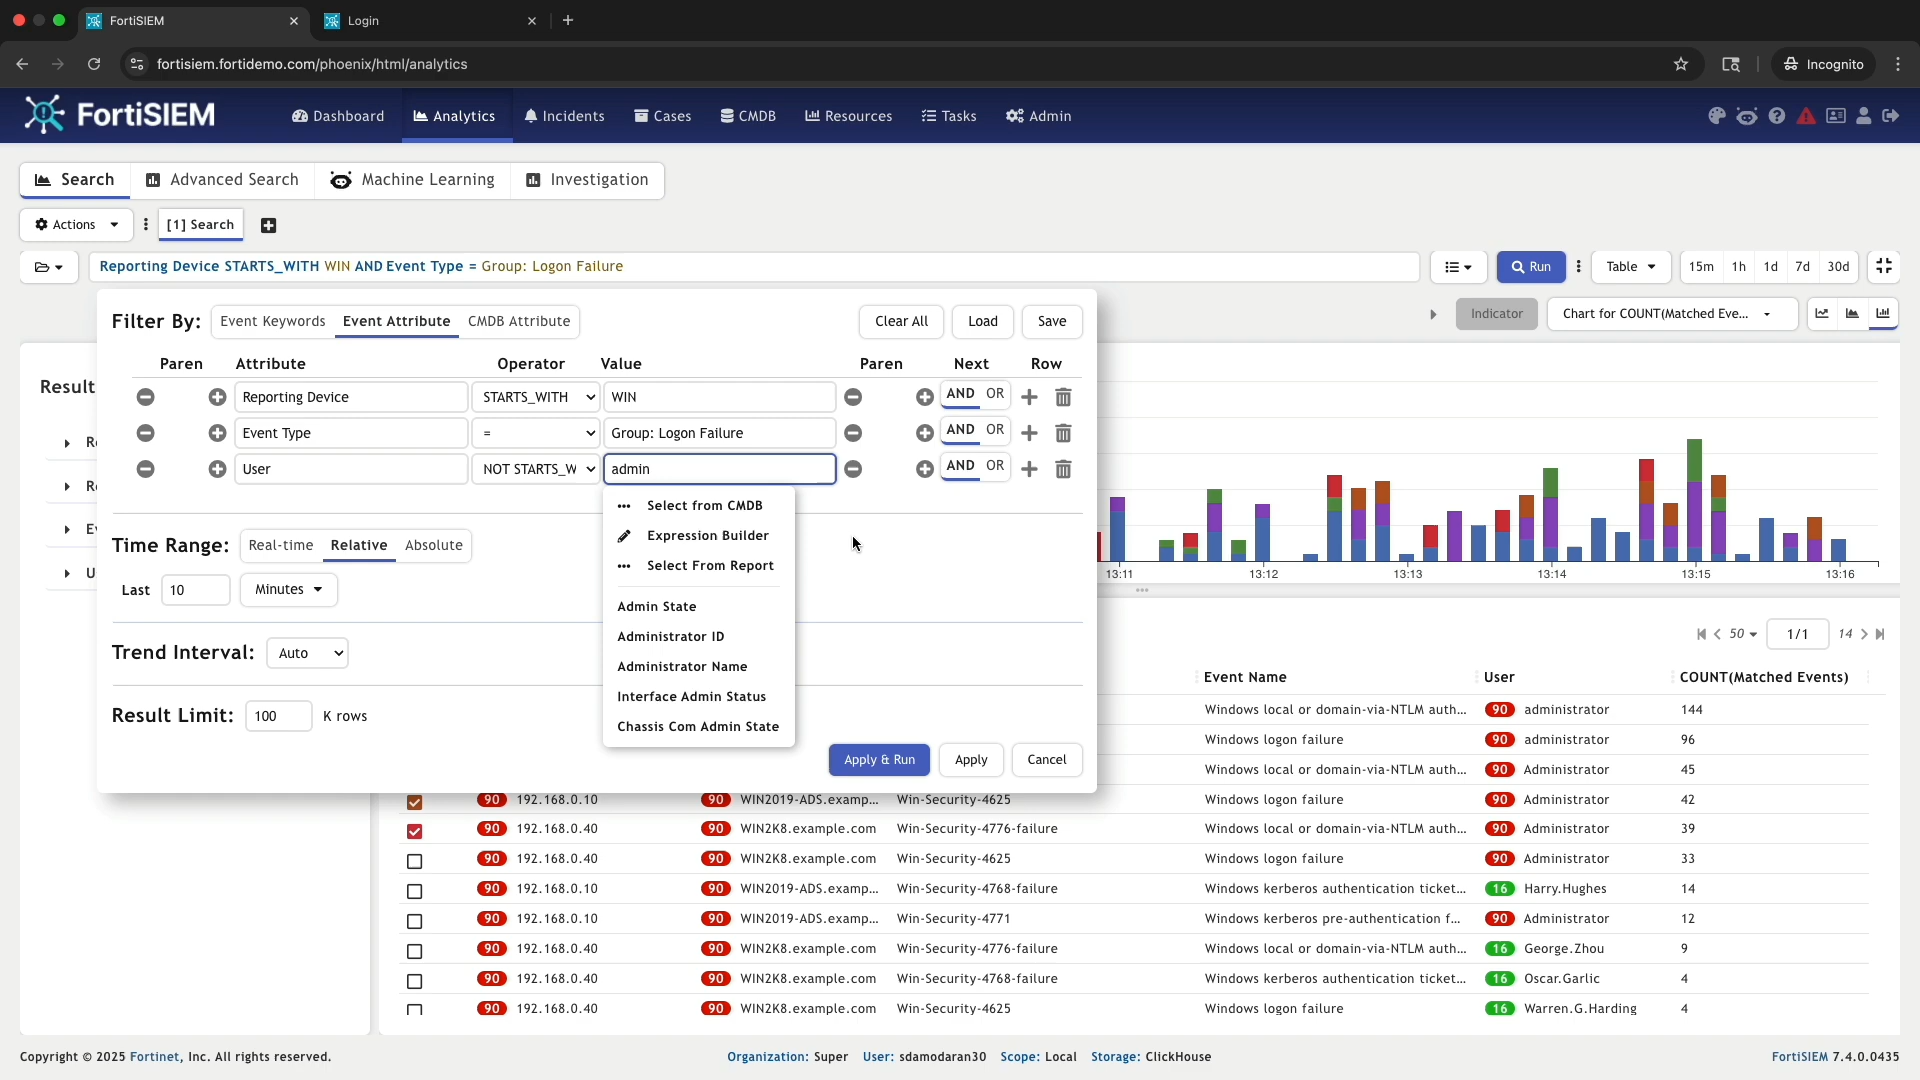 FortiSIEM
Login
fortisiem.fortidemo.com/phoenix/html/analytics
Incognito
FortiSIEM
Dashboard
Analytics
Incidents
Cases
CMDB
Resources
Tasks
Admin
Search
Advanced Search
Machine Learning
Investigation
Actions
[1] Search
Reporting Device STARTS_WITH WIN AND Event Type = Group: Logon Failure
Run
Table
15m 1h 1d 7d 30d
Filter By:
Event Keywords
Event Attribute
CMDB Attribute
Clear All
Load
Save
Indicator
Chart for COUNT(Matched Eve...
Paren Attribute Operator Value Paren Next Row
Result
Reporting Device STARTS_WITH WIN AND OR
Event Type = Group: Logon Failure AND OR
User NOT STARTS_W admin AND OR
Select from CMDB
Expression Builder
Select From Report
Admin State
Administrator ID
Administrator Name
Interface Admin Status
Chassis Com Admin State
Time Range:
Real-time Relative Absolute
Last 10 Minutes
Trend Interval: Auto
Result Limit: 100 K rows
Apply & Run
Apply
Cancel
13:11 13:12 13:13 13:14 13:15 13:16
50 1/1 14
Event Name User COUNT(Matched Events)
Windows local or domain-via-NTLM auth... 90 administrator 144
Windows logon failure 90 administrator 96
Windows local or domain-via-NTLM auth... 90 Administrator 45
90 192.168.0.10 90 WIN2019-ADS.examp... Win-Security-4625 Windows logon failure 90 Administrator 42
90 192.168.0.40 90 WIN2K8.example.com Win-Security-4776-failure Windows local or domain-via-NTLM auth... 90 Administrator 39
90 192.168.0.40 90 WIN2K8.example.com Win-Security-4625 Windows logon failure 90 Administrator 33
90 192.168.0.10 90 WIN2019-ADS.examp... Win-Security-4768-failure Windows kerberos authentication ticket... 16 Harry.Hughes 14
90 192.168.0.10 90 WIN2019-ADS.examp... Win-Security-4771 Windows kerberos pre-authentication f... 90 Administrator 12
90 192.168.0.40 90 WIN2K8.example.com Win-Security-4776-failure Windows local or domain-via-NTLM auth... 16 George.Zhou 9
90 192.168.0.40 90 WIN2K8.example.com Win-Security-4768-failure Windows kerberos authentication ticket... 16 Oscar.Garlic 4
90 192.168.0.40 90 WIN2K8.example.com Win-Security-4625 Windows logon failure 16 Warren.G.Harding 4
Copyright © 2025 Fortinet, Inc. All rights reserved.
Organization: Super User: sdamodaran30 Scope: Local Storage: ClickHouse
FortiSIEM 7.4.0.0435